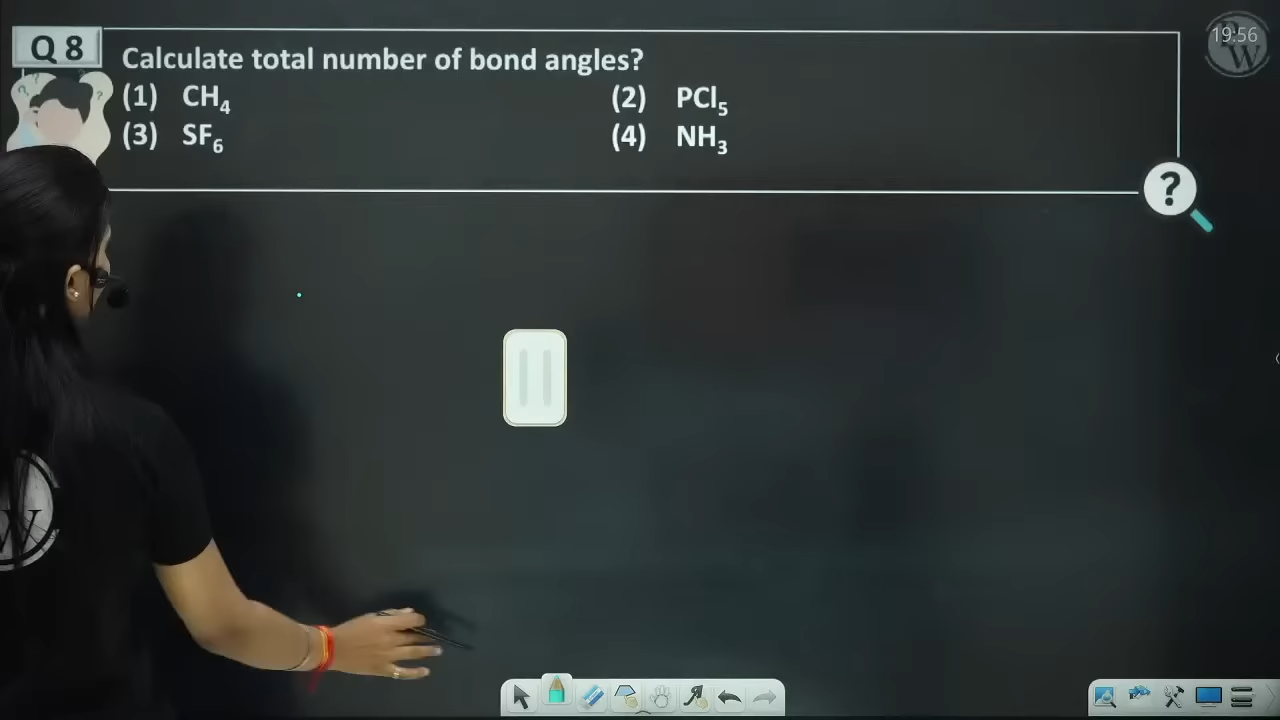 Q 8
Calculate total number of bond angles?
(1) CH4
(2) PCl5
(3) SF6
(4) NH3
?
19:56
W
W